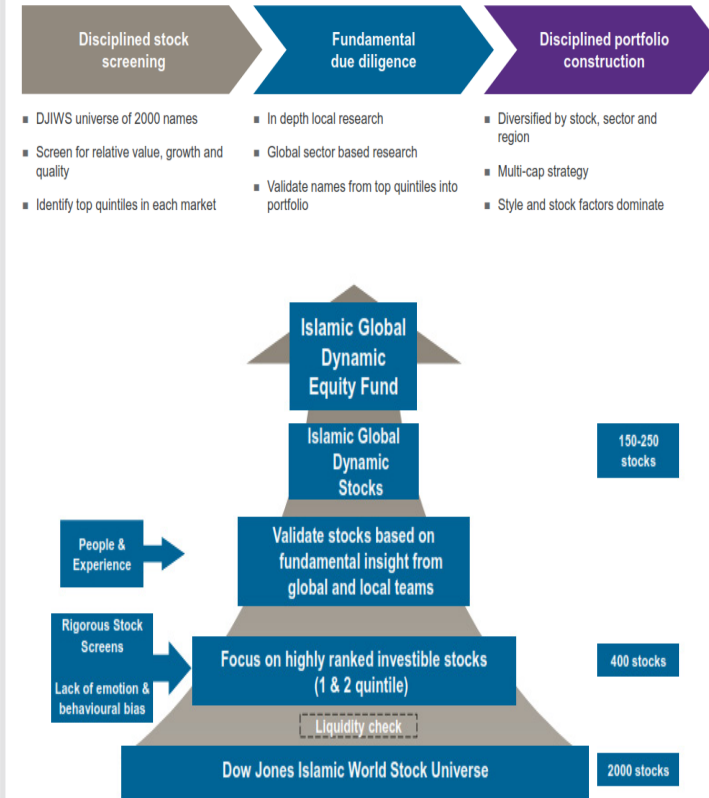 Disciplined stock
screening
Fundamental
due diligence
Disciplined portfolio
construction
DJIWS universe of 2000 names
Screen for relative value, growth and
quality
Identify top quintiles in each market
In depth local research
Global sector based research
Validate names from top quintiles into
portfolio
Diversified by stock, sector and
region
Multi-cap strategy
Style and stock factors dominate
Islamic Global
Dynamic
Equity Fund
Islamic Global
Dynamic
Stocks
150-250
stocks
People &
Experience
Validate stocks based on
fundamental insight from
global and local teams
Rigorous Stock
Screens
Lack of emotion &
behavioural bias
Focus on highly ranked investible stocks
(1 & 2 quintile)
400 stocks
Liquidity check
Dow Jones Islamic World Stock Universe
2000 stocks